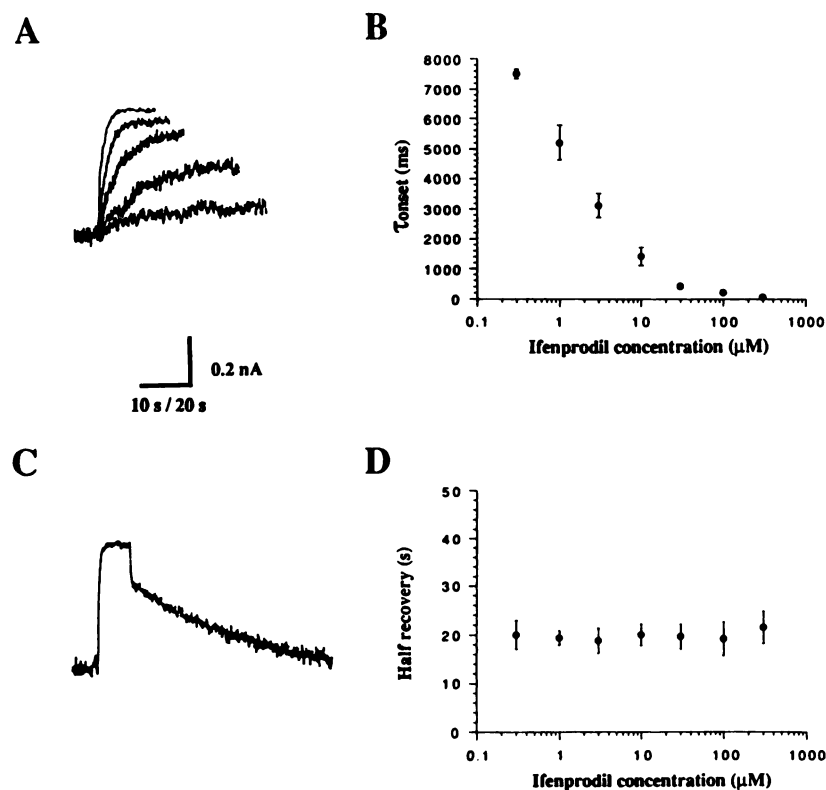 A
0.2 nA
10 s / 20 s
B
8000
7000
6000
5000
4000
3000
2000
1000
0
τonset (ms)
0.1
1
10
100
1000
Ifenprodil concentration (μM)
C
D
50
40
30
20
10
0
Half recovery (s)
0.1
1
10
100
1000
Ifenprodil concentration (μM)